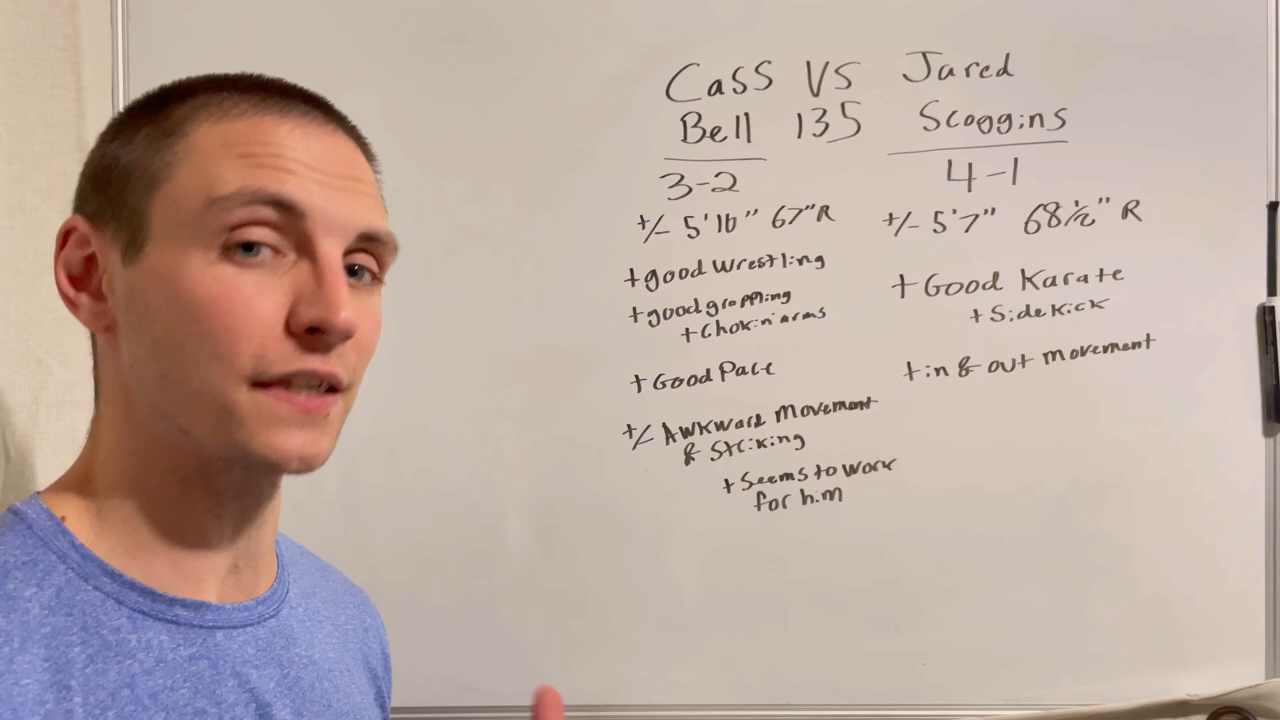 Cass VS Jared
Bell 135 Scoggins
3-2 4-1
+/- 5'10" 67"R +/- 5'7" 68½" R
+good wrestling
+good grappling
+Chokin' arms
+Good Pace
+/- Awkward Movement
& Striking
+Seems to work
for him
+Good Karate
+Sidekick
+in & out movement